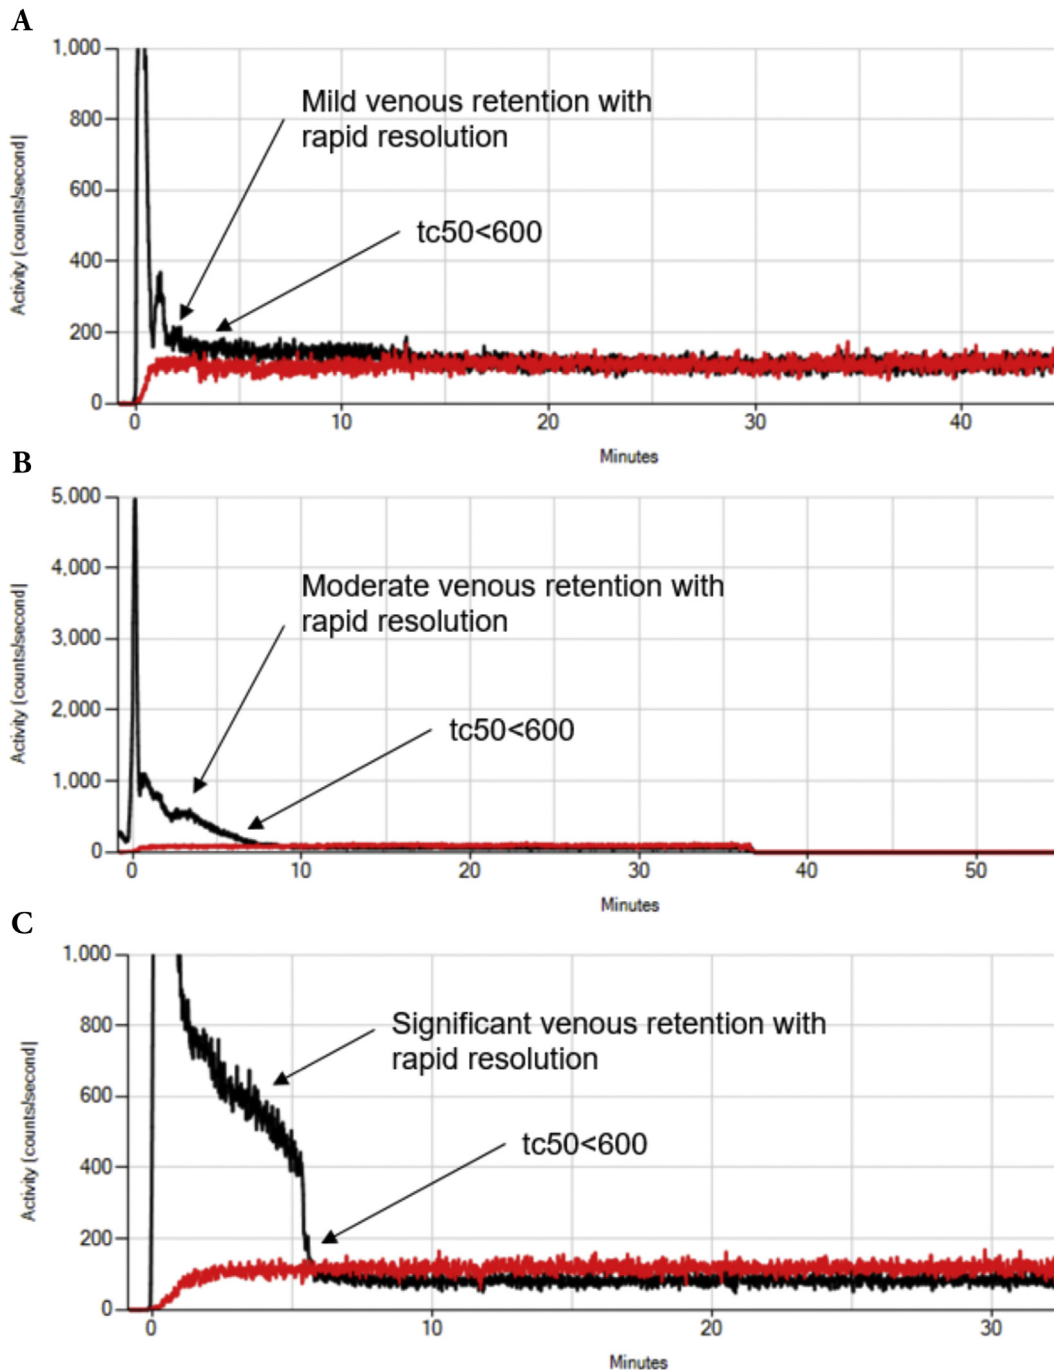 A
1,000
800
600
400
200
0
Activity [counts/second]
Mild venous retention with
rapid resolution
tc50<600
0 10 20 30 40
Minutes
B
5,000
4,000
3,000
2,000
1,000
0
Activity [counts/second]
Moderate venous retention with
rapid resolution
tc50<600
0 10 20 30 40 50
Minutes
C
1,000
800
600
400
200
0
Activity [counts/second]
Significant venous retention with
rapid resolution
tc50<600
0 10 20 30
Minutes